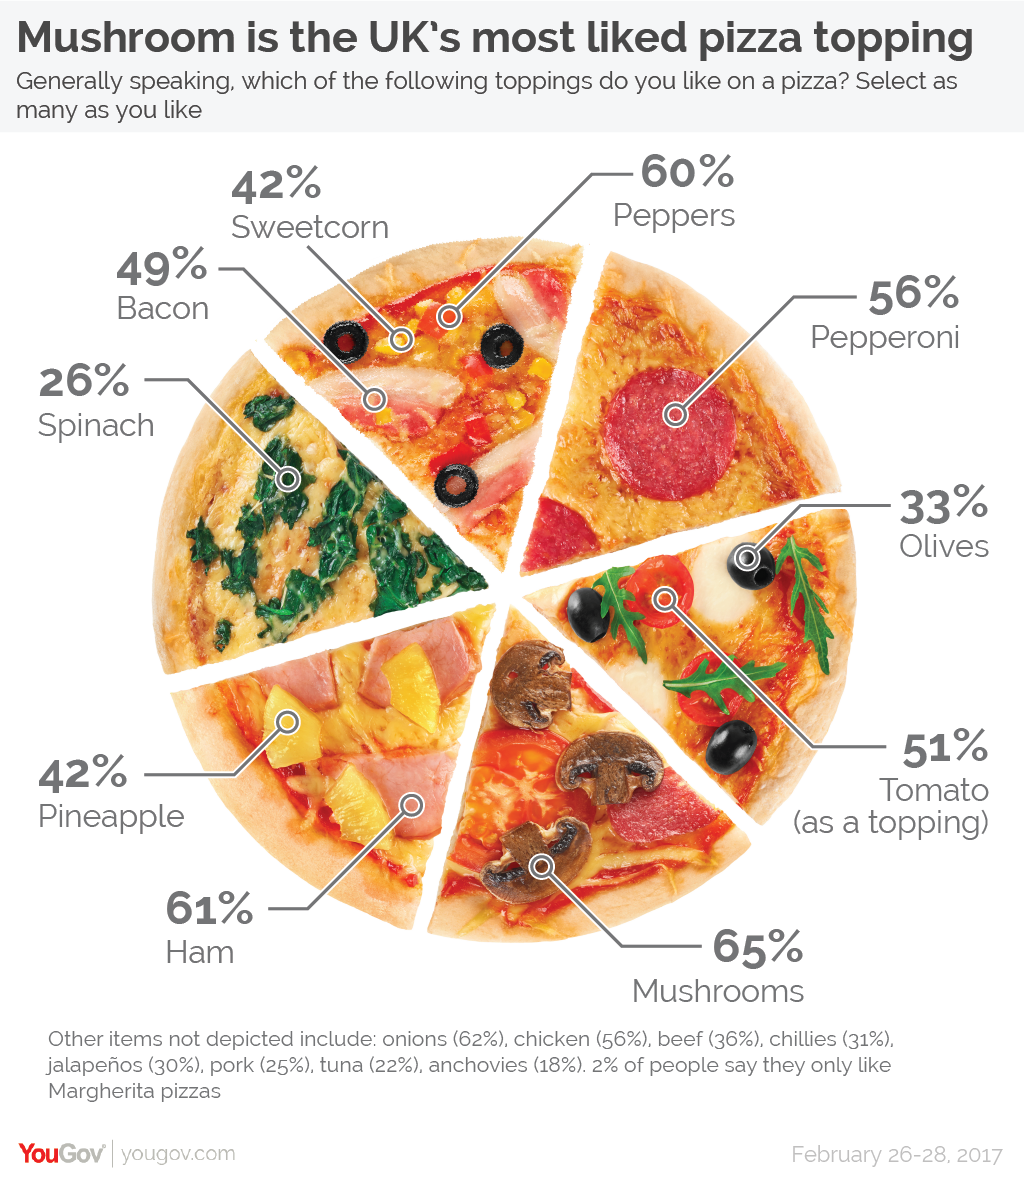 Mushroom is the UK's most liked pizza topping
Generally speaking, which of the following toppings do you like on a pizza? Select as
many as you like
42%
Sweetcorn
60%
Peppers
49%
Bacon
56%
Pepperoni
26%
Spinach
33%
Olives
42%
Pineapple
51%
Tomato
(as a topping)
61%
Ham
65%
Mushrooms
Other items not depicted include: onions (62%), chicken (56%), beef (36%), chillies (31%),
jalapeños (30%), pork (25%), tuna (22%), anchovies (18%). 2% of people say they only like
Margherita pizzas
YouGov | yougov.com
February 26-28, 2017